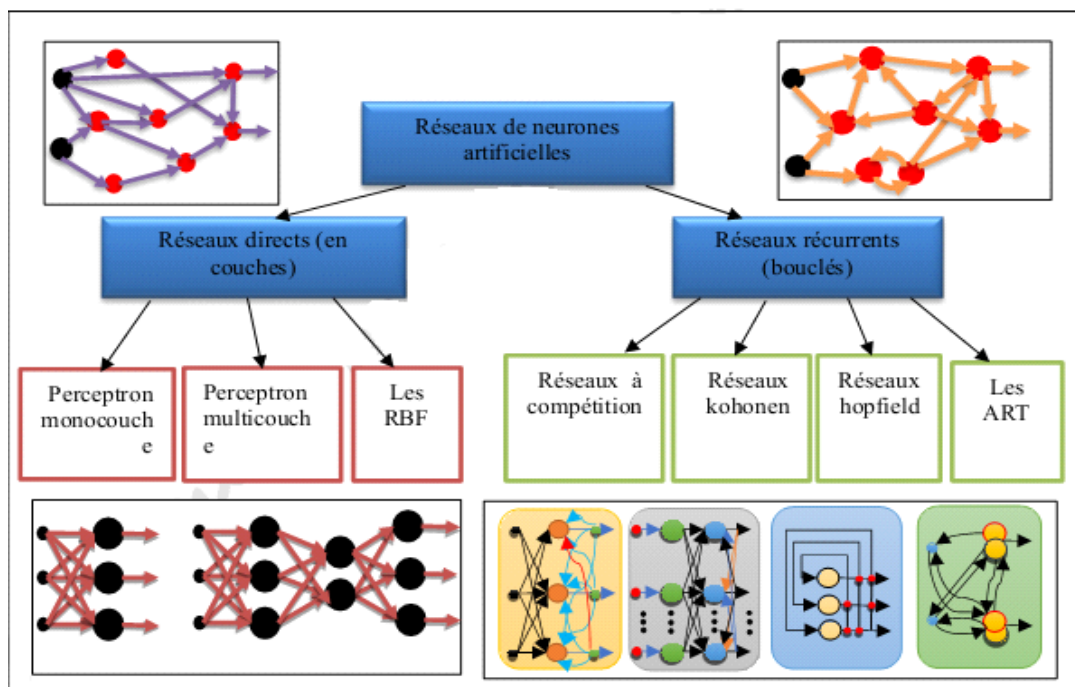 Réseaux de neurones
artificielles
Réseaux directs (en
couches)
Réseaux récurrents
(bouclés)
Perceptron
monocouch
e
Perceptron
multicouch
e
Les
RBF
Réseaux à
compétition
Réseaux
kohonen
Réseaux
hopfield
Les
ART